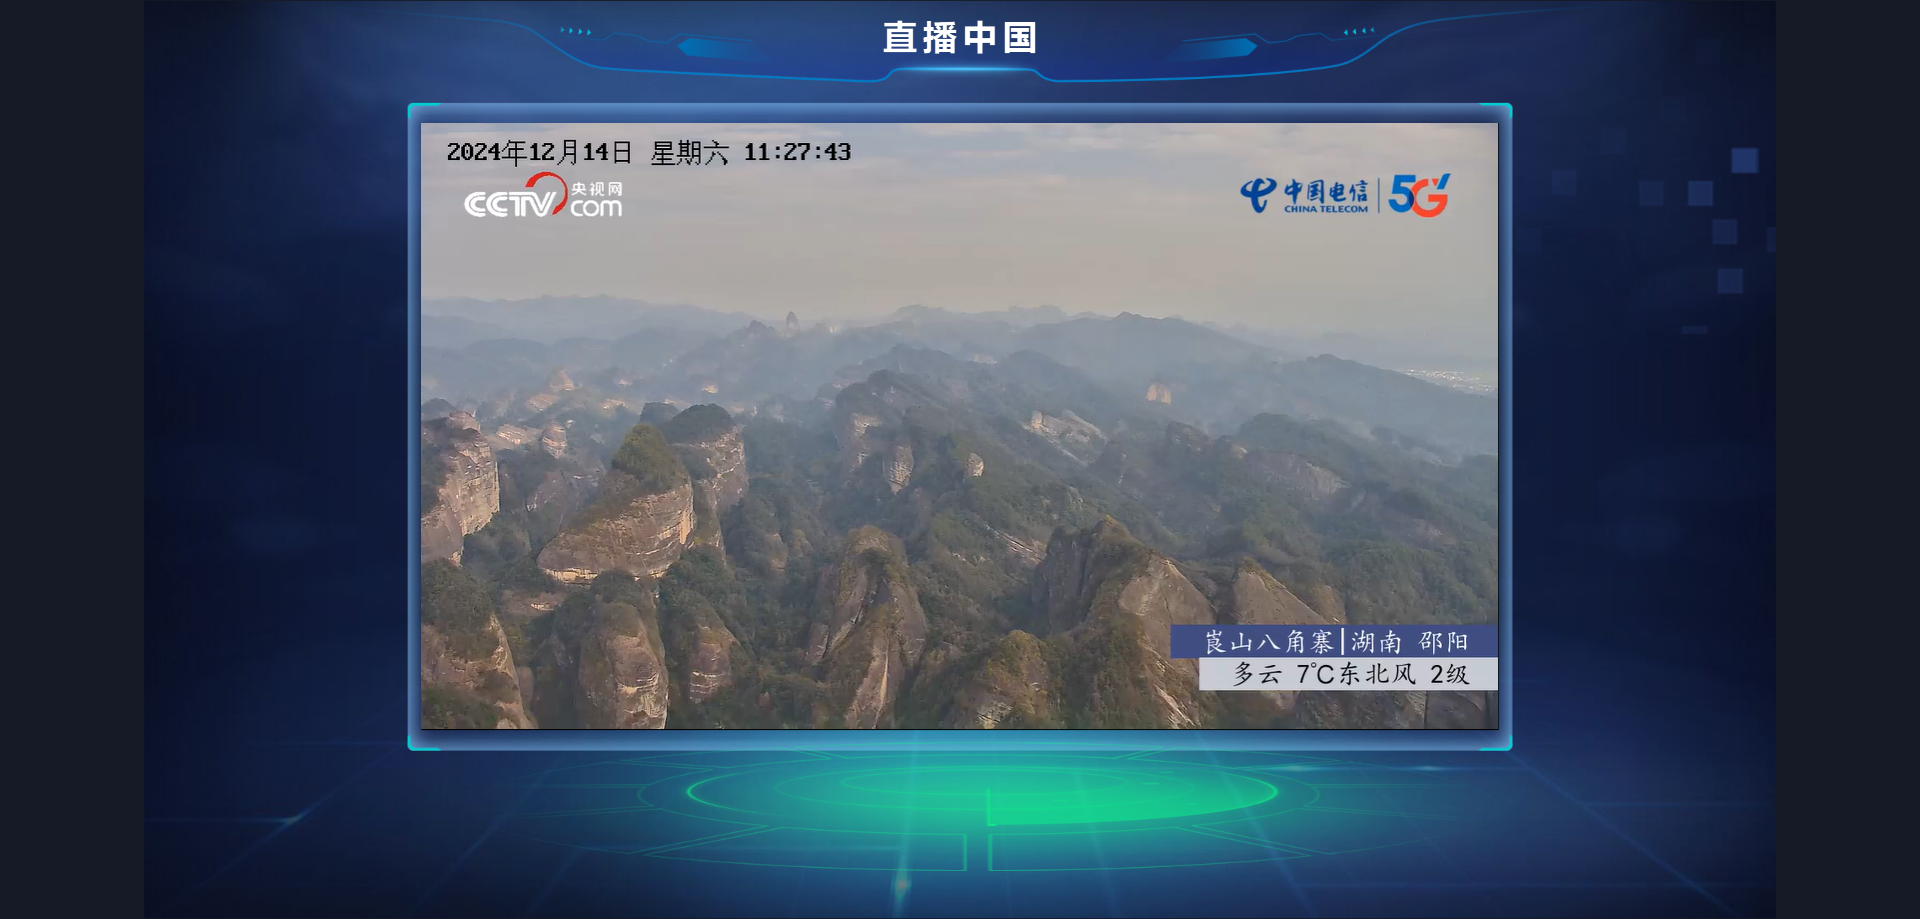 直播中国
2024年12月14日 星期六 11:27:43
CCTV 央视网
com
中国电信 5G
CHINA TELECOM
崀山八角寨|湖南 邵阳
多云 7℃东北风 2级